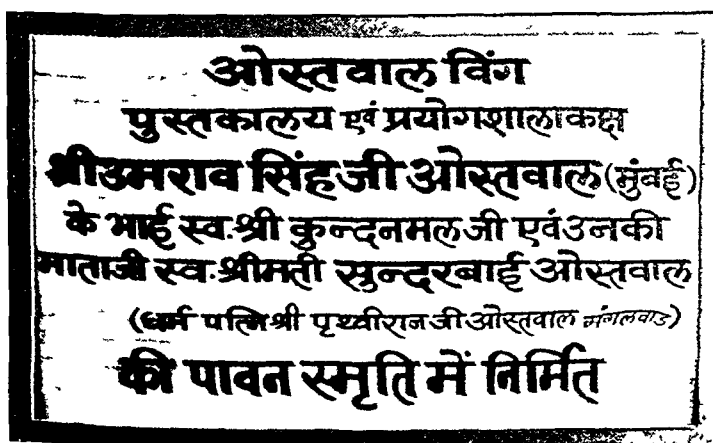 ओस्तवाल विंग
पुस्तकालय एवं प्रयोगशालाकक्ष
श्रीउमराव सिंहजी ओस्तवाल (मुंबई)
के भाई स्व.श्री कुन्दनमलजी एवंउनकी
माताजी स्व.श्रीमती सुन्दरबाई ओस्तवाल
(धर्म पत्नि श्री पृथ्वीराजजी ओस्तवाल मंगलवाड)
की पावन स्मृति में निर्मित